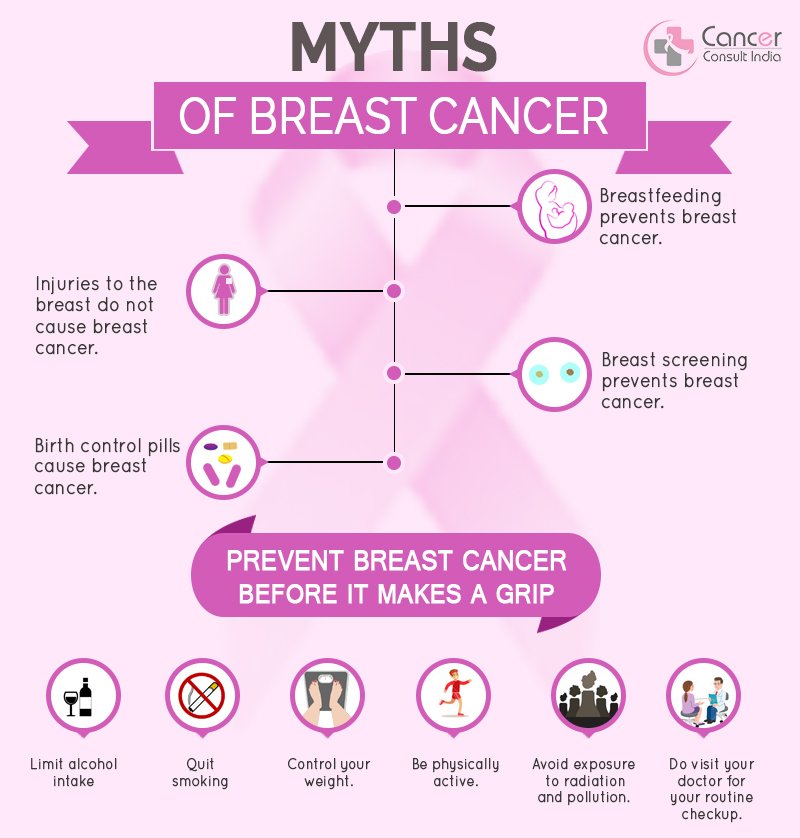 MYTHS
OF BREAST CANCER
Cancer
Consult India
Breastfeeding
prevents breast
cancer.
Injuries to the
breast do not
cause breast
cancer.
Breast screening
prevents breast
cancer.
Birth control pills
cause breast
cancer.
PREVENT BREAST CANCER
BEFORE IT MAKES A GRIP
Limit alcohol
intake
Quit
smoking
Control your
weight.
Be physically
active.
Avoid exposure
to radiation
and pollution.
Do visit your
doctor for
your routine
checkup.